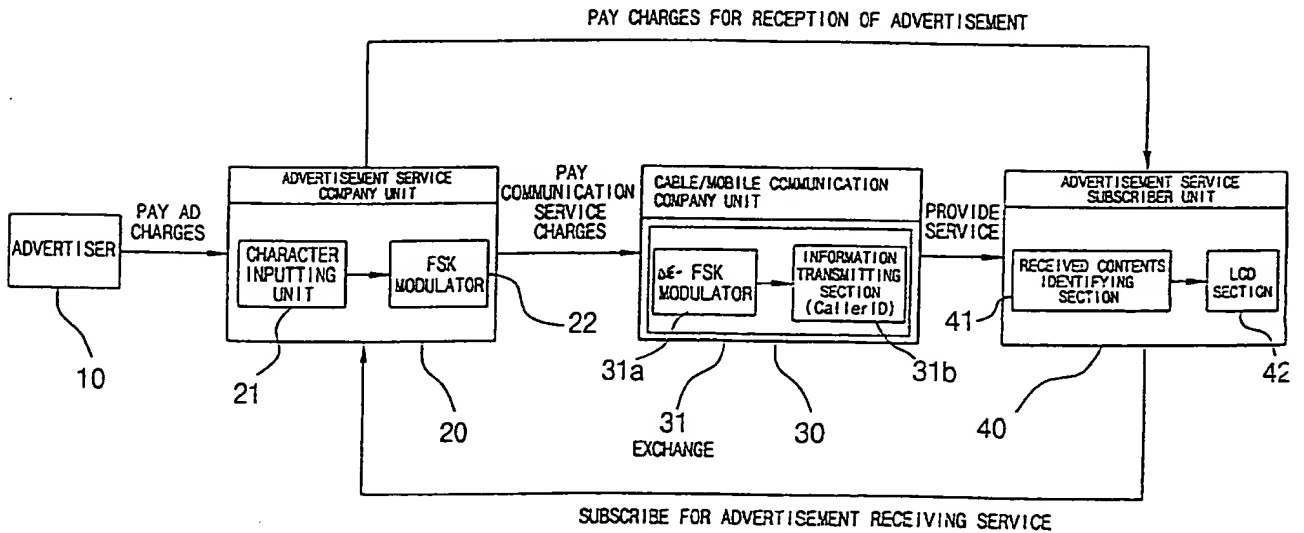 PAY CHARGES FOR RECEPTION OF ADVERTISEMENT
ADVERTISER
10
PAY AD
CHARGES
ADVERTISEMENT SERVICE
COMPANY UNIT
CHARACTER
INPUTTING
UNIT
FSK
MODULATOR
21
22
20
PAY
COMMUNICATION
SERVICE
CHARGES
CABLE/MOBILE COMMUNICATION
COMPANY UNIT
DE- FSK
MODULATOR
INFORMATION
TRANSMITTING
SECTION
(CallerID)
31a
31b
31
30
EXCHANGE
PROVIDE
SERVICE
ADVERTISEMENT SERVICE
SUBSCRIBER UNIT
RECEIVED CONTENTS
IDENTIFYING
SECTION
LCD
SECTION
41
42
40
SUBSCRIBE FOR ADVERTISEMENT RECEIVING SERVICE